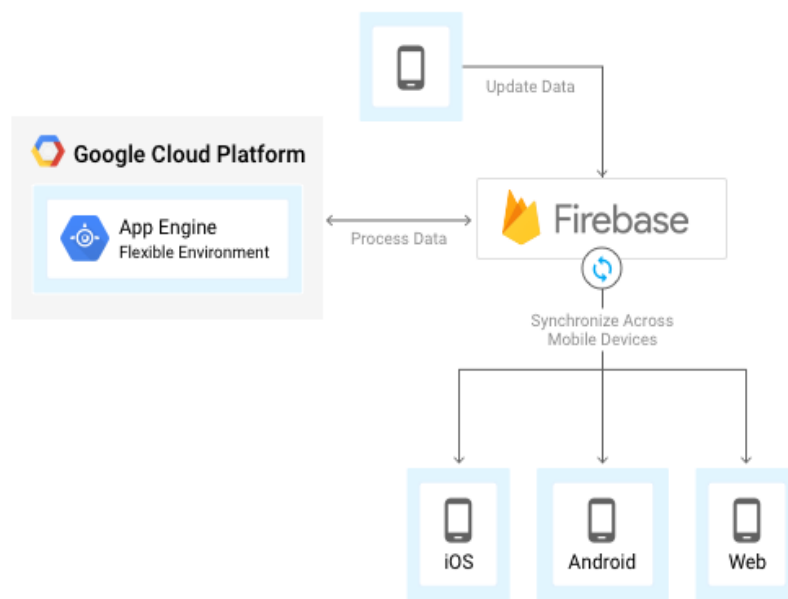 Update Data
Google Cloud Platform
App Engine
Flexible Environment
Process Data
Firebase
Synchronize Across
Mobile Devices
iOS
Android
Web